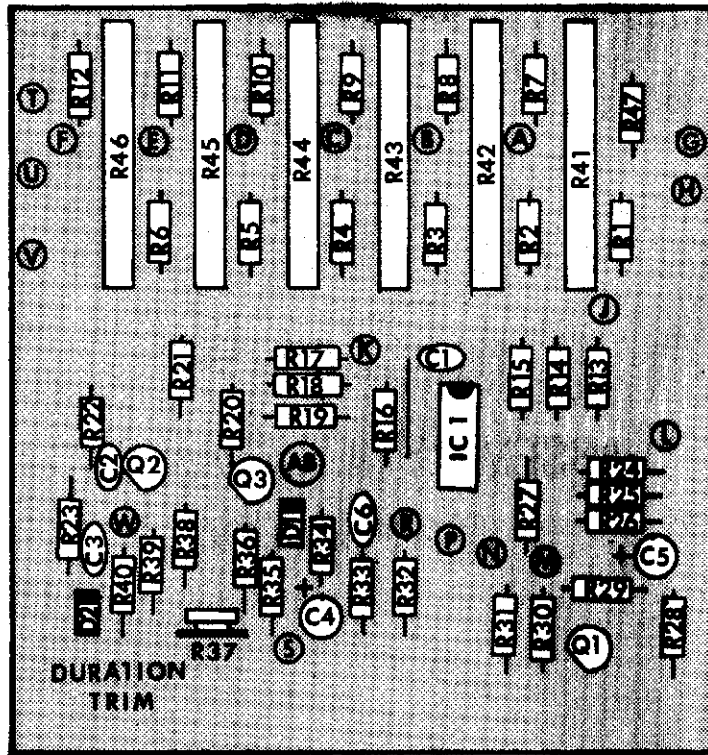 R12 R11 R10 R9 R8 R7 R47
T
F E D C B A G
R46 R45 R44 R43 R42 R41
U H
V R6 R5 R4 R3 R2 R1
J
R21 R17 K C1 R15 R14 R13
R18
R22 R20 R19 R16 IC 1 L
C2 Q2 Q3 AB R24
R25
R23 W D1 C6 R R27 R26
C3 R38 R36 R34 P N C5
R40 R39 R35 R33 R32 R29
D2 + C4 R31 R30 + R28
R37 S Q1
DURATION
TRIM